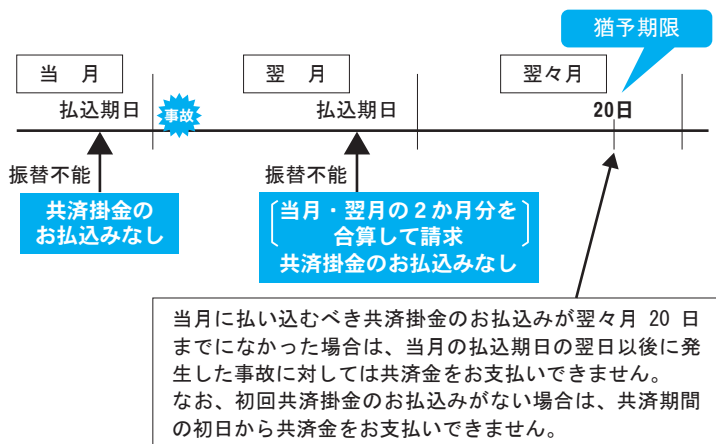 猶予期限
当 月
翌 月
翌々月
払込期日
事故
払込期日
20日
振替不能
振替不能
共済掛金の
お払込みなし
当月・翌月の２か月分を
合算して請求
共済掛金のお払込みなし
当月に払い込むべき共済掛金のお払込みが翌々月 20 日
までになかった場合は、当月の払込期日の翌日以後に発
生した事故に対しては共済金をお支払いできません。
なお、初回共済掛金のお払込みがない場合は、共済期間
の初日から共済金をお支払いできません。